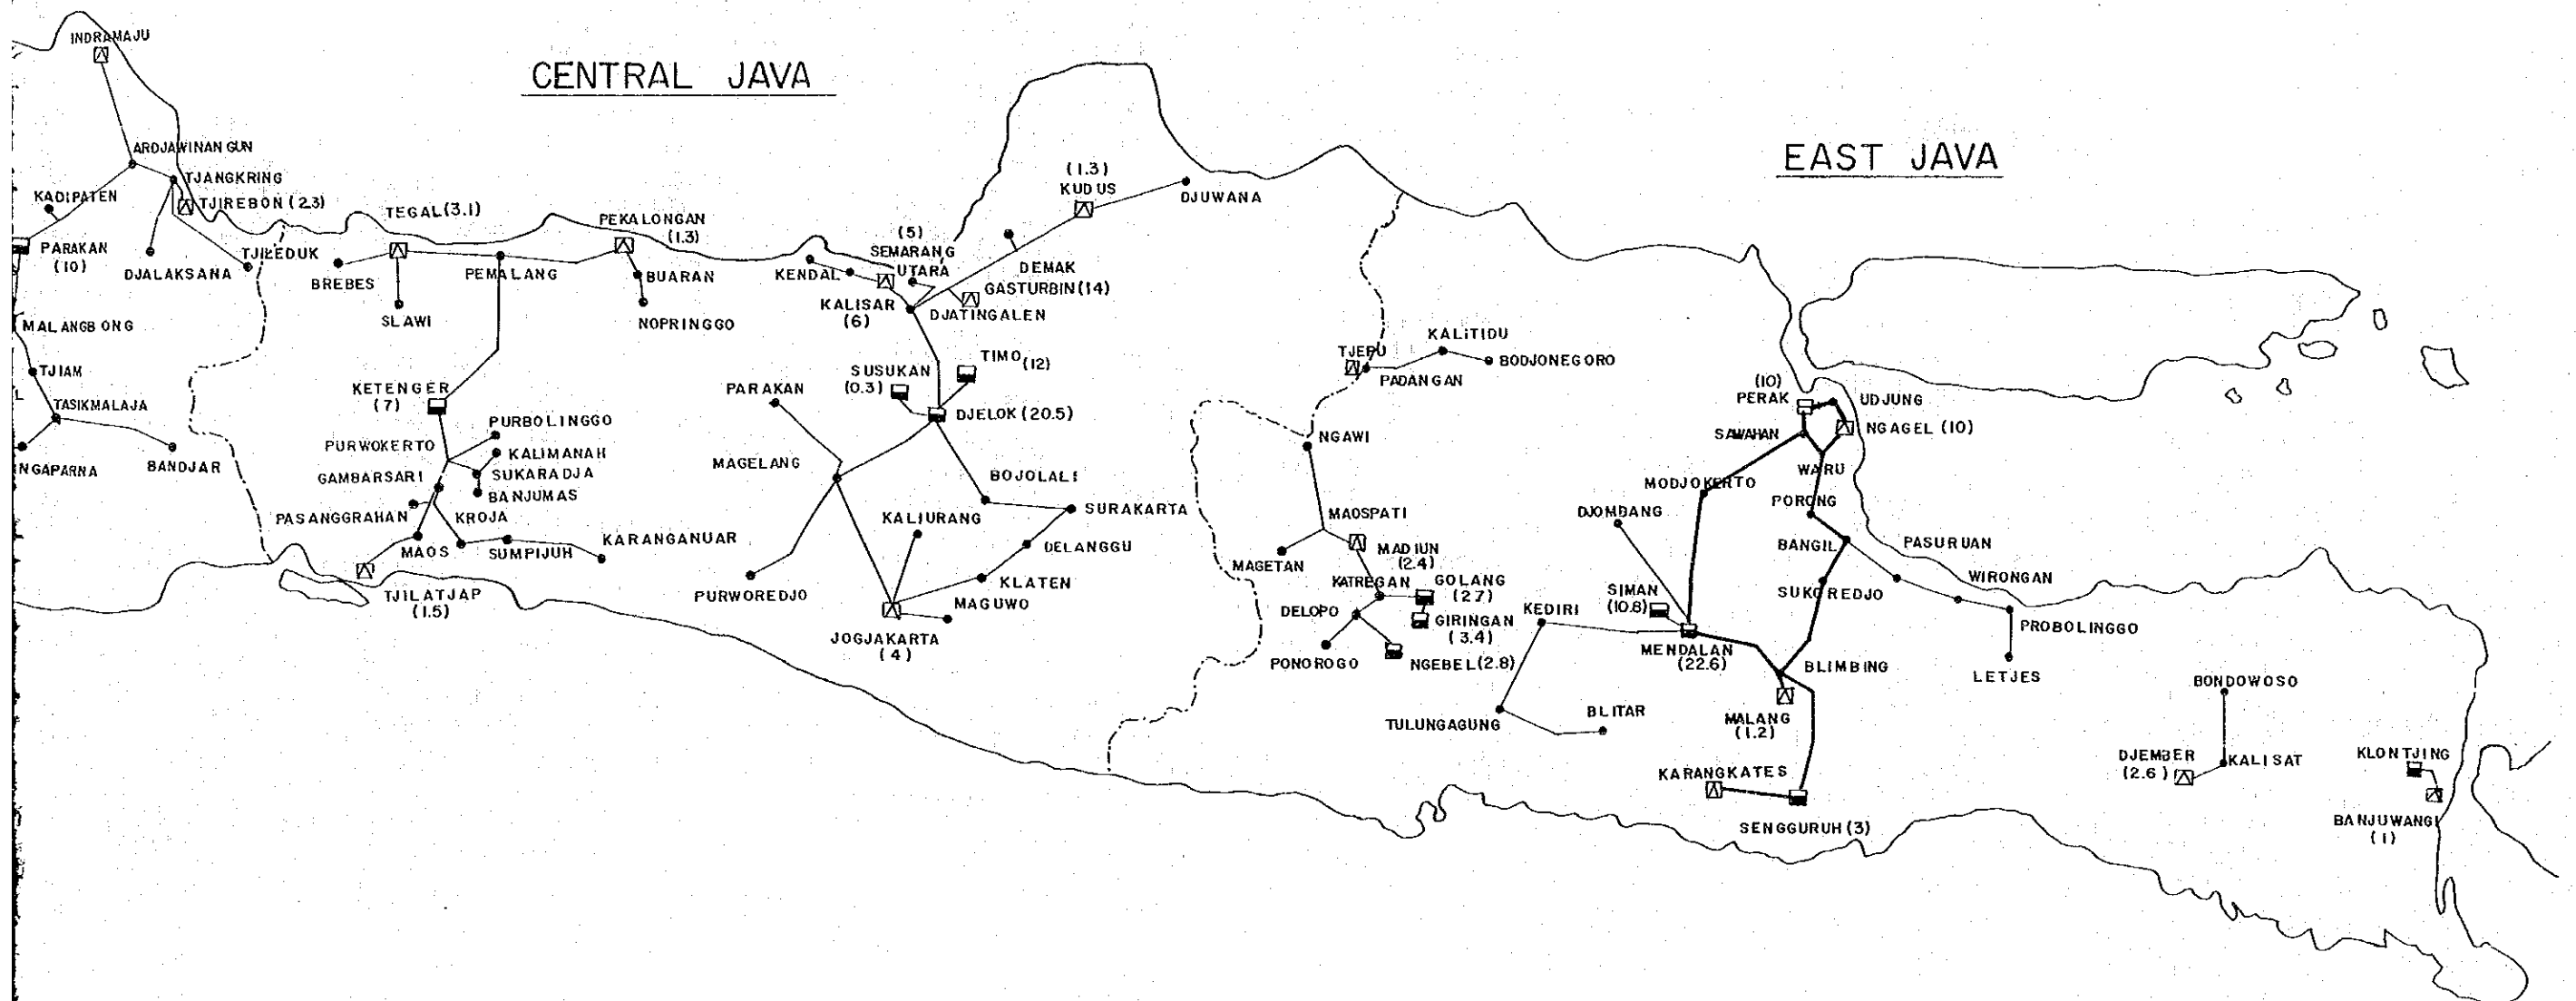 INDRAMAJU
CENTRAL JAVA
EAST JAVA
ARDJAWINANGUN
TJANGKRING
KADIPATEN
TJIREBON (23)
PARAKAN
(10)
DJALAKSANA
TJILEDUK
MALANGBONG
TJIAM
TASIKMALAJA
NGAPARNA
BANDJAR
TEGAL (3.1)
BREBES
SLAWI
PEMALANG
PEKALONGAN
(1.3)
BUARAN
NOPRINGGO
KETENGER
(7)
PURBOLINGGO
PURWOKERTO
KALIMANAH
SUKARADJA
GAMBARSARI
BANJUMAS
PASANGGRAHAN
KROJA
MAOS
SUMPIJUH
KARANGANUAR
TJILATJAP
(1.5)
(5)
SEMARANG
UTARA
KENDAL
KALISAR
(6)
(1.3)
KUDUS
DJUWANA
DEMAK
GASTURBIN (14)
DJATINGALEN
SUSUKAN
(0.3)
TIMO (12)
DJELOK (20.5)
PARAKAN
MAGELANG
BOJOLALI
SURAKARTA
KALIURANG
DELANGGU
KLATEN
MAGUWO
PURWOREDJO
JOGJAKARTA
(4)
TJEPU
PADANGAN
KALITIDU
BODJONEGORO
NGAWI
MAOSPATI
MAGETAN
MADIUN
(2.4)
KATREGAN
GOLANG
(2.7)
DELOPO
GIRINGAN
(3.4)
PONOROGO
NGEBEL (2.8)
(10)
PERAK
UDJUNG
NGAGEL (10)
SAWAHAN
WARU
MODJOKERTO
PORONG
DJOMBANG
BANGIL
PASURUAN
WIRONGAN
SUKOREDJO
PROBOLINGGO
LETJES
KEDIRI
SIMAN
(10.8)
MENDALAN
(22.6)
BLIMBING
MALANG
(1.2)
TULUNGAGUNG
BLITAR
KARANGKATES
SENGGURUH (3)
BONDOWOSO
DJEMBER
(2.6)
KALISAT
KLONTJING
BANJUWANGI
(1)